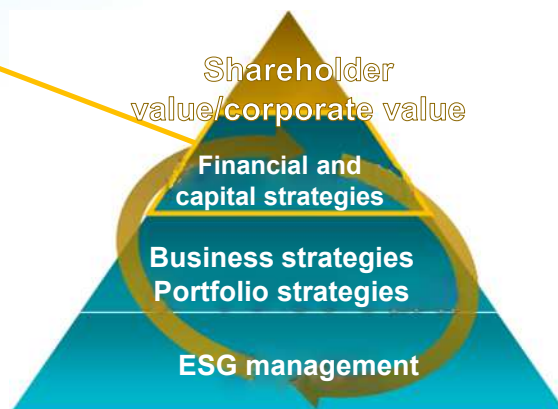 Shareholder
value/corporate value
Financial and
capital strategies
Business strategies
Portfolio strategies
ESG management